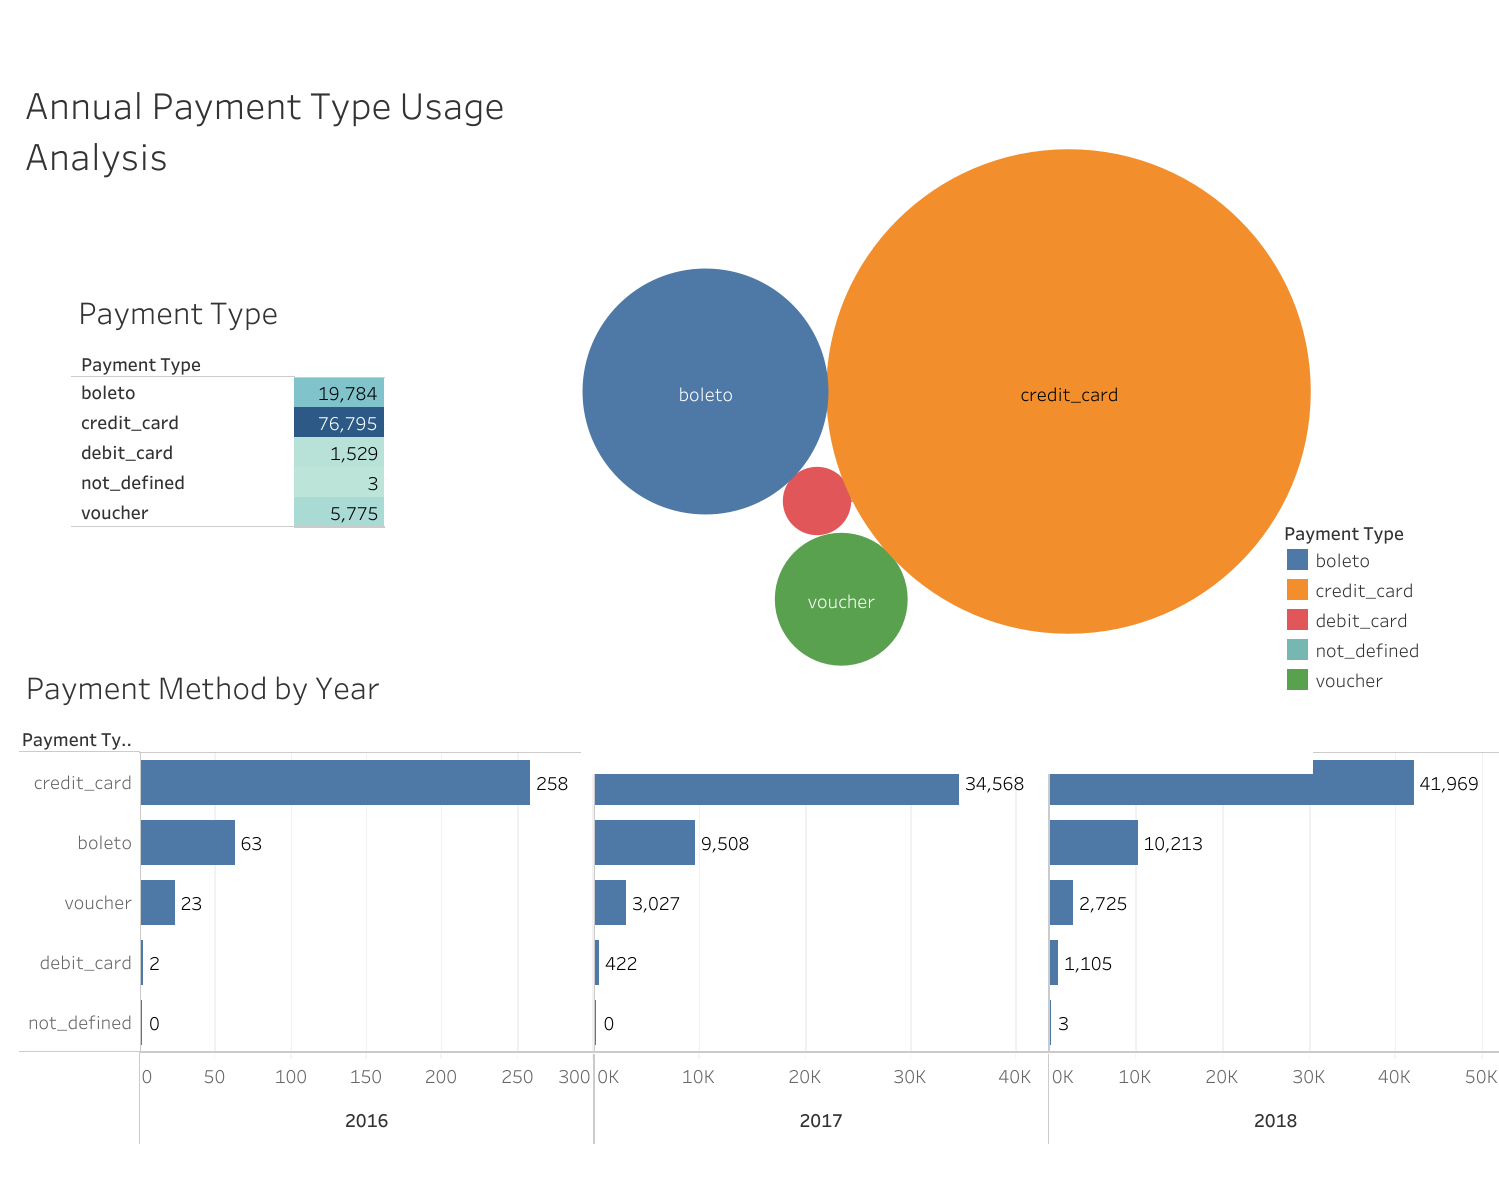 Annual Payment Type Usage
Analysis
Payment Type
Payment Type
boleto 19,784
credit_card 76,795
debit_card 1,529
not_defined 3
voucher 5,775
boleto
credit_card
voucher
Payment Type
boleto
credit_card
debit_card
not_defined
voucher
Payment Method by Year
Payment Ty..
credit_card 258 34,568 41,969
boleto 63 9,508 10,213
voucher 23 3,027 2,725
debit_card 2 422 1,105
not_defined 0 0 3
0 50 100 150 200 250 300 0K 10K 20K 30K 40K 0K 10K 20K 30K 40K 50K
2016 2017 2018